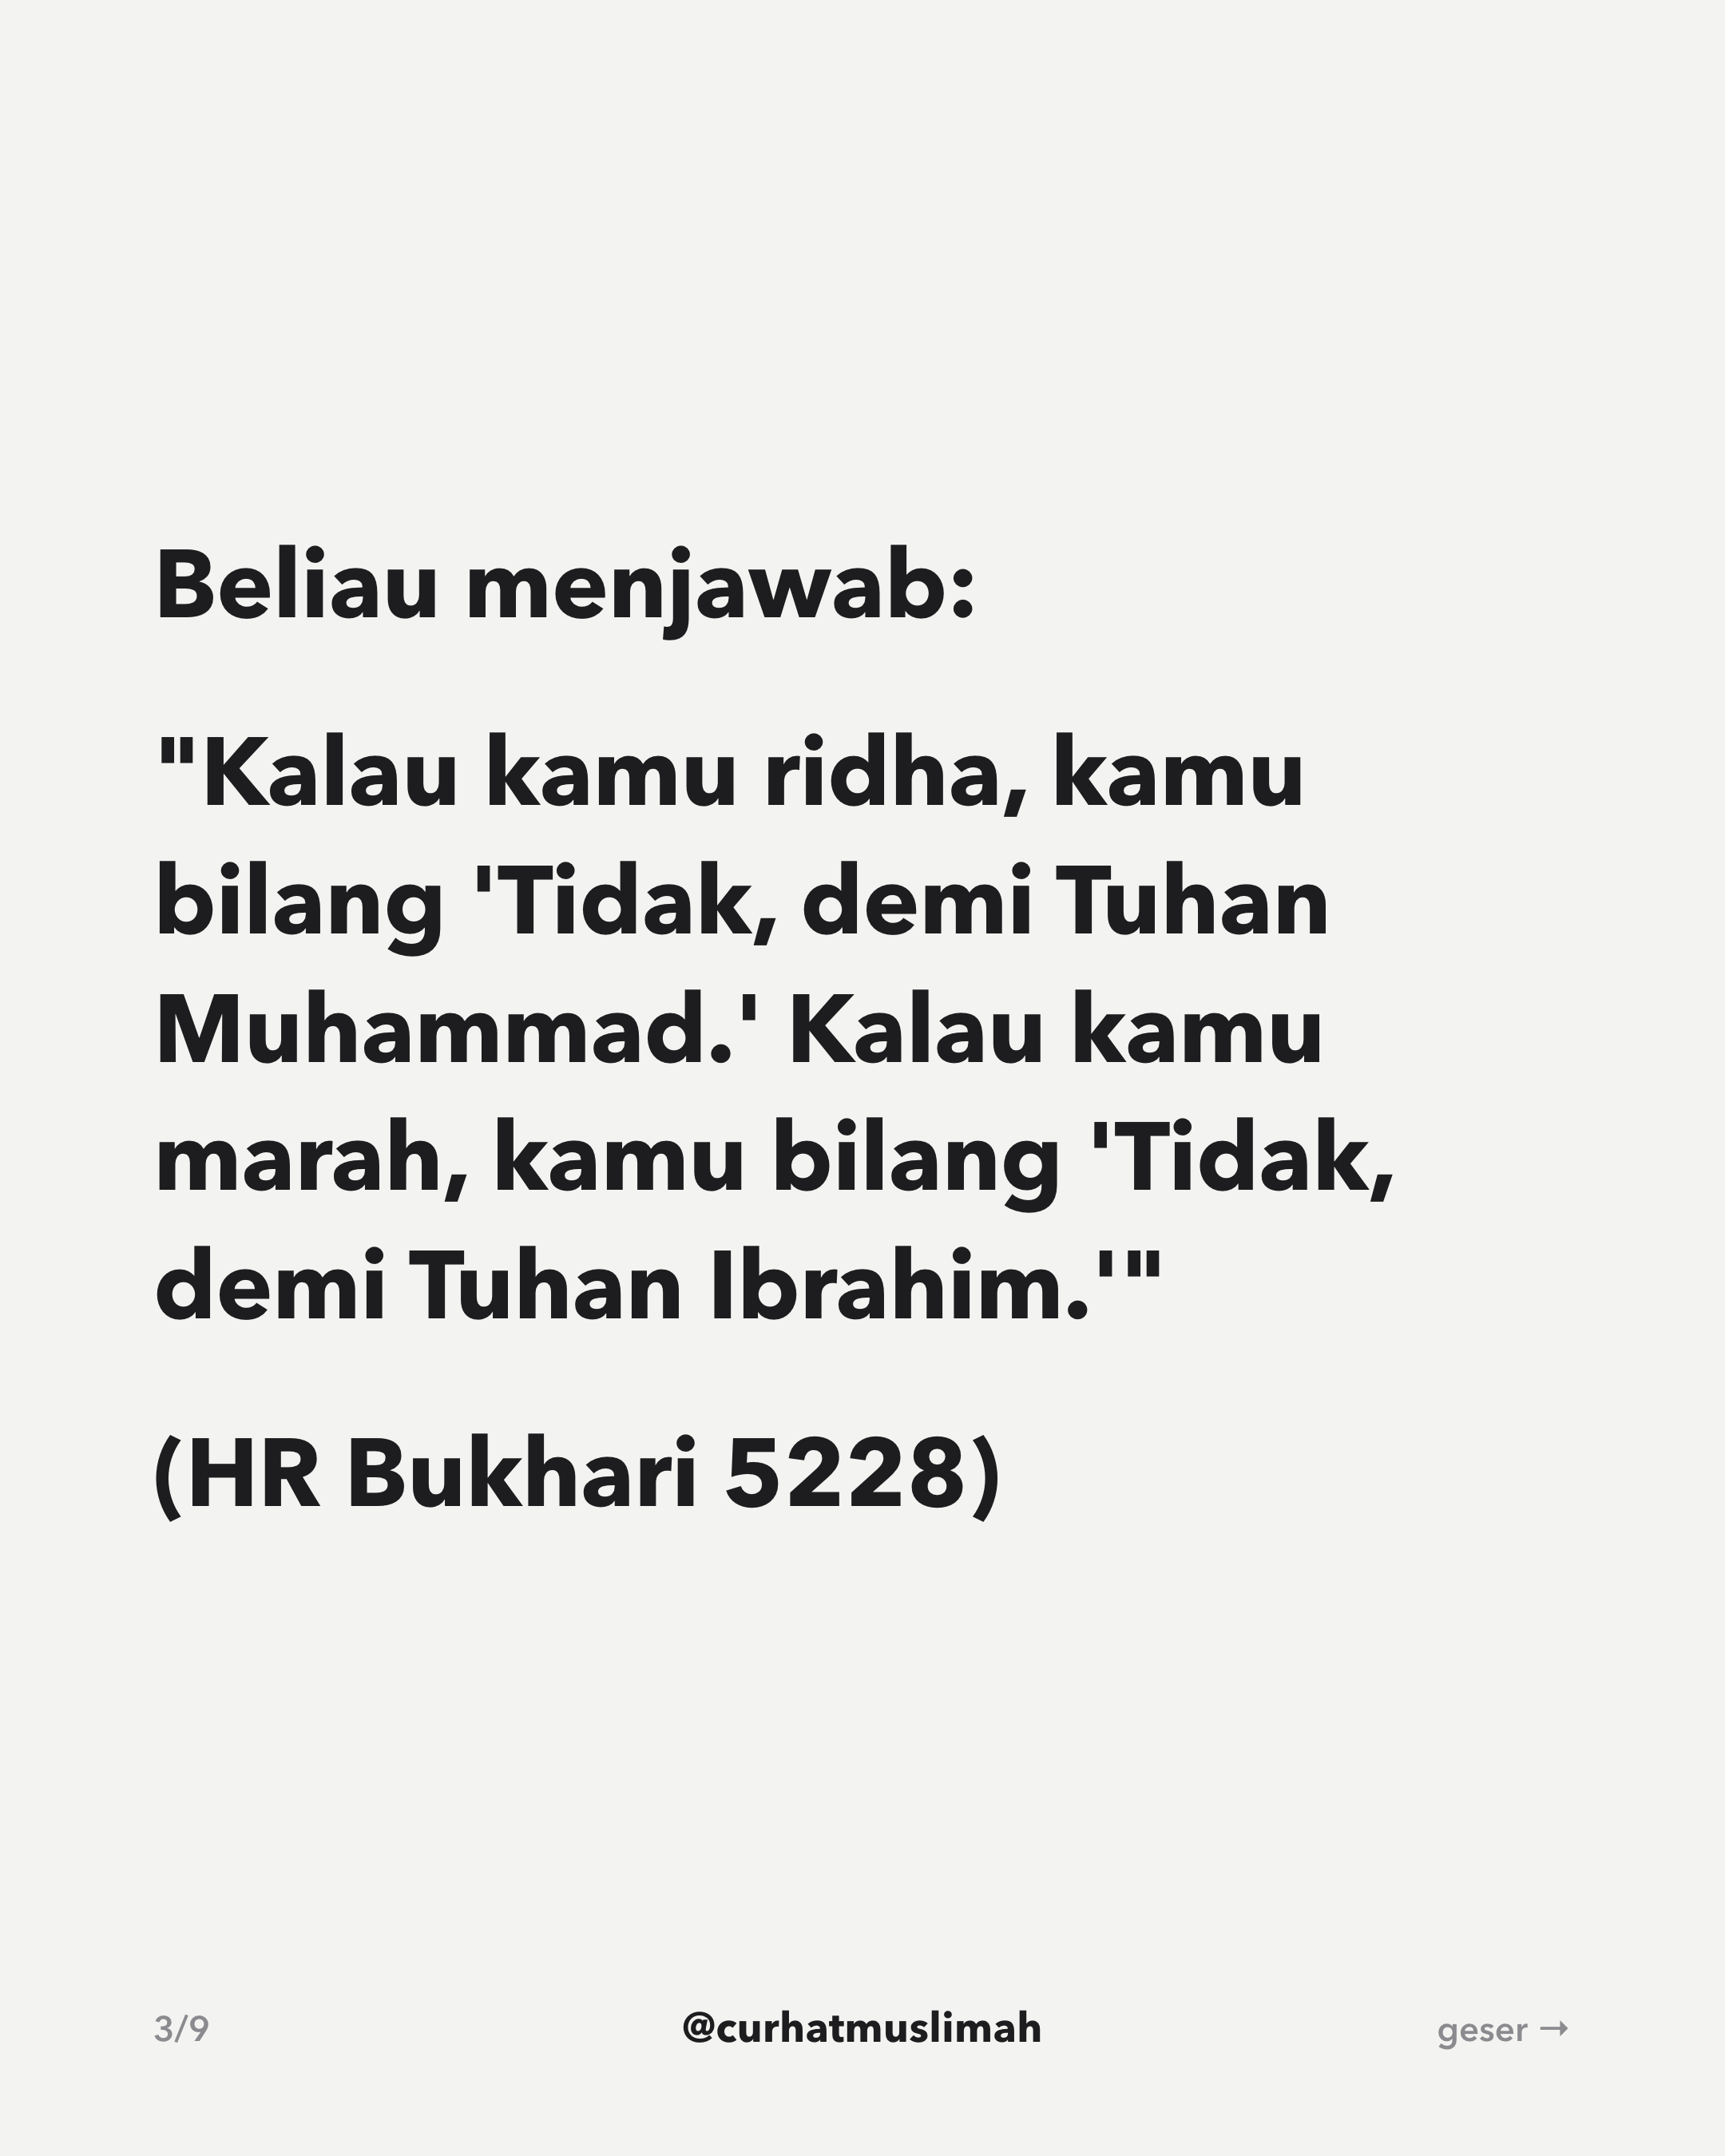 Beliau menjawab:
"Kalau kamu ridha, kamu
bilang 'Tidak, demi Tuhan
Muhammad.' Kalau kamu
marah, kamu bilang 'Tidak,
demi Tuhan Ibrahim.'"
(HR Bukhari 5228)
3/9
@curhatmuslimah
geser →